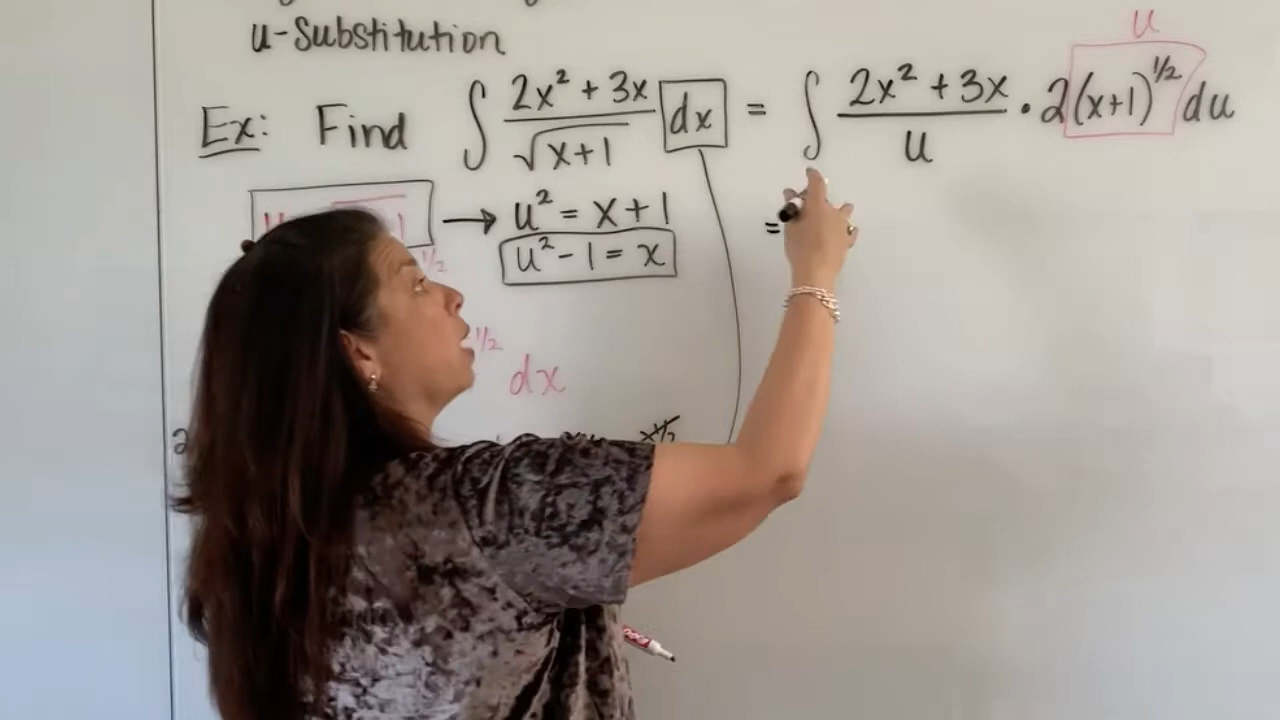 u-Substitution
Ex: Find ∫ (2x² + 3x)/√(x+1) dx = ∫ (2x² + 3x)/u • 2(x+1)^1/2 du
u
→ u² = x + 1
u² - 1 = x
=
1/2
1/2 dx